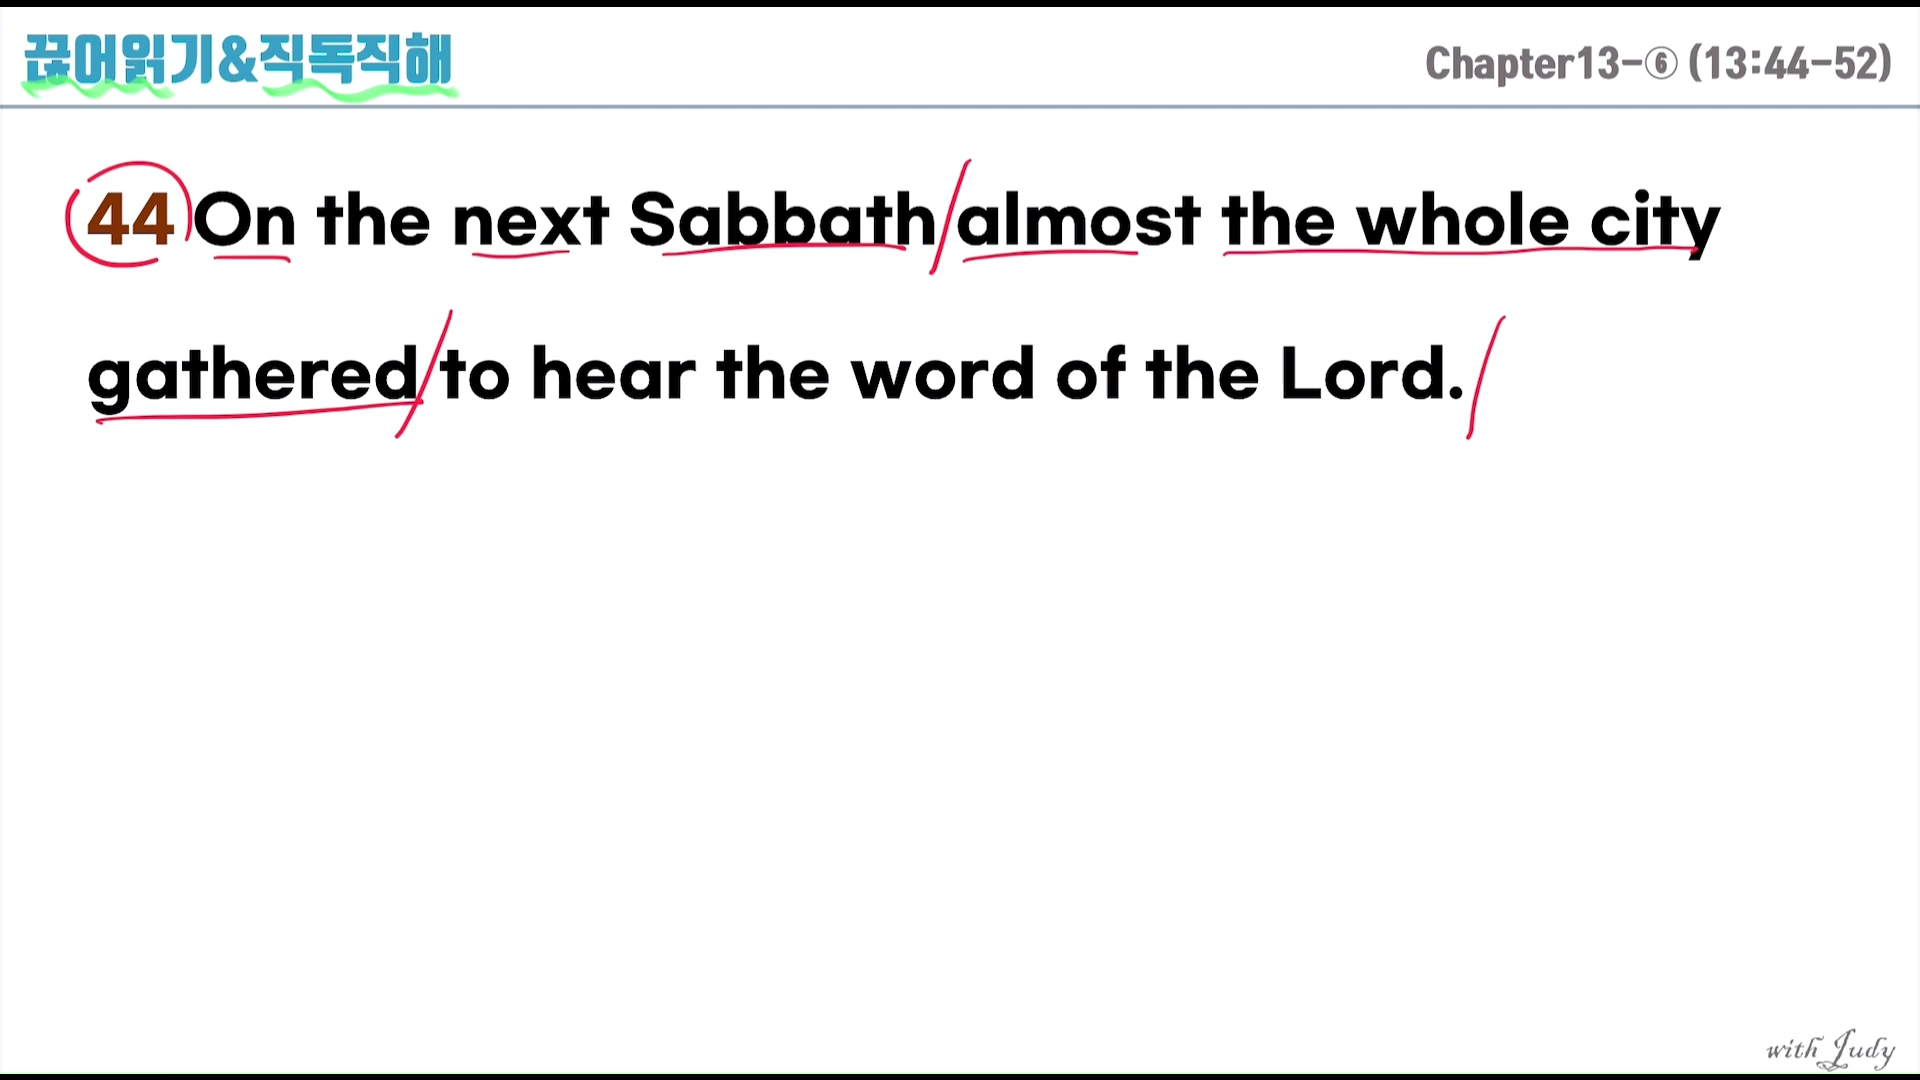 끊어읽기&직독직해
Chapter13-⑥ (13:44-52)
44 On the next Sabbath/almost the whole city
gathered/to hear the word of the Lord./
with Judy